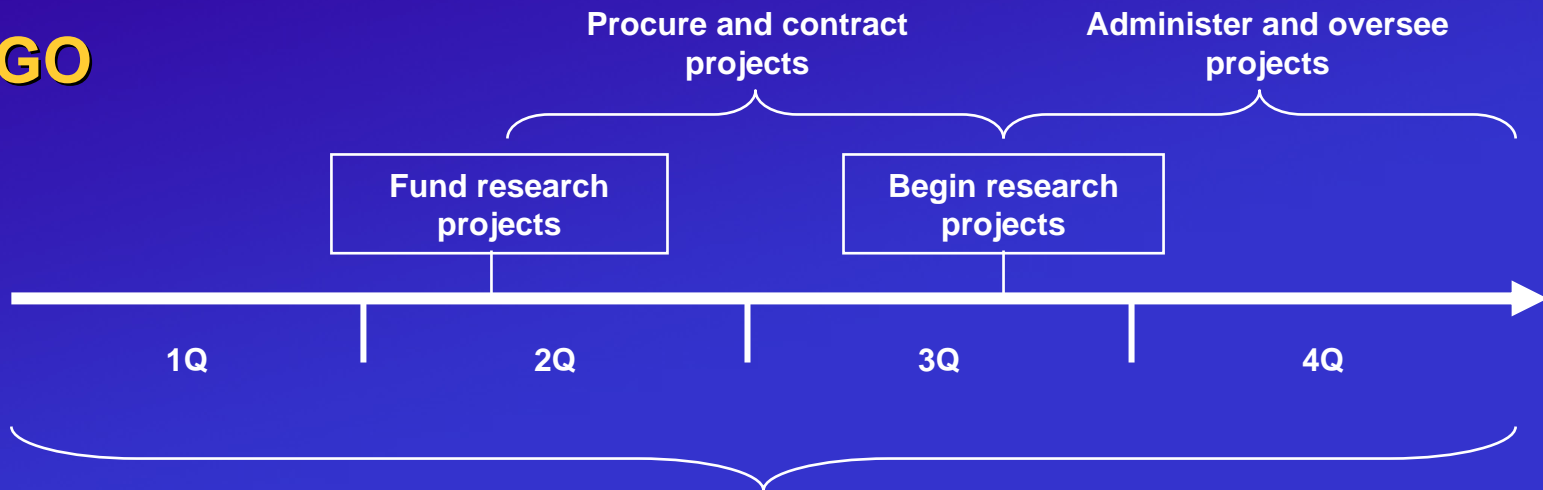 GO
Procure and contract
projects
Administer and oversee
projects
Fund research
projects
Begin research
projects
1Q
2Q
3Q
4Q